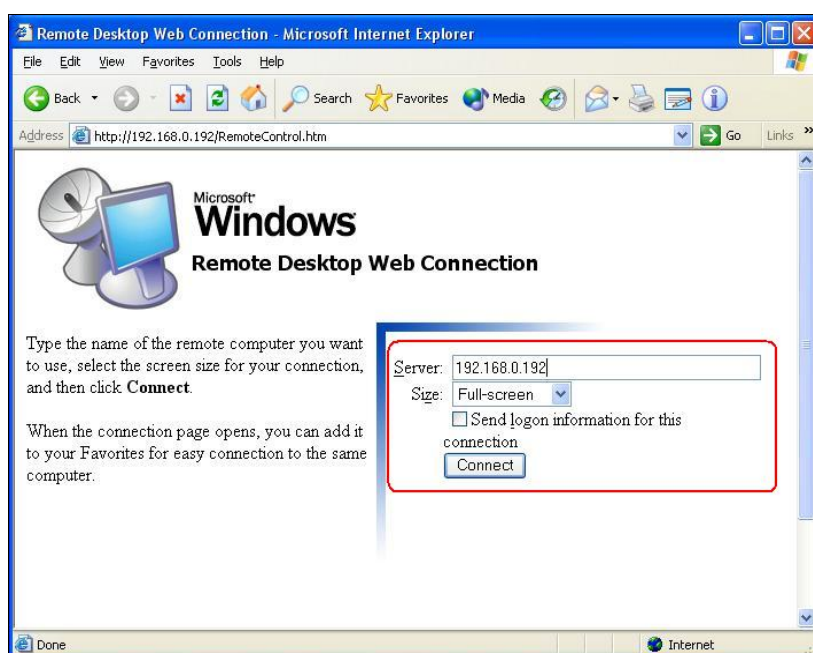 Remote Desktop Web Connection - Microsoft Internet Explorer
File Edit View Favorites Tools Help
Back Search Favorites Media
Address http://192.168.0.192/RemoteControl.htm Go Links »
Microsoft
Windows
Remote Desktop Web Connection
Type the name of the remote computer you want
to use, select the screen size for your connection,
and then click Connect.
When the connection page opens, you can add it
to your Favorites for easy connection to the same
computer.
Server: 192.168.0.192
Size: Full-screen
Send logon information for this
connection
Connect
Done Internet